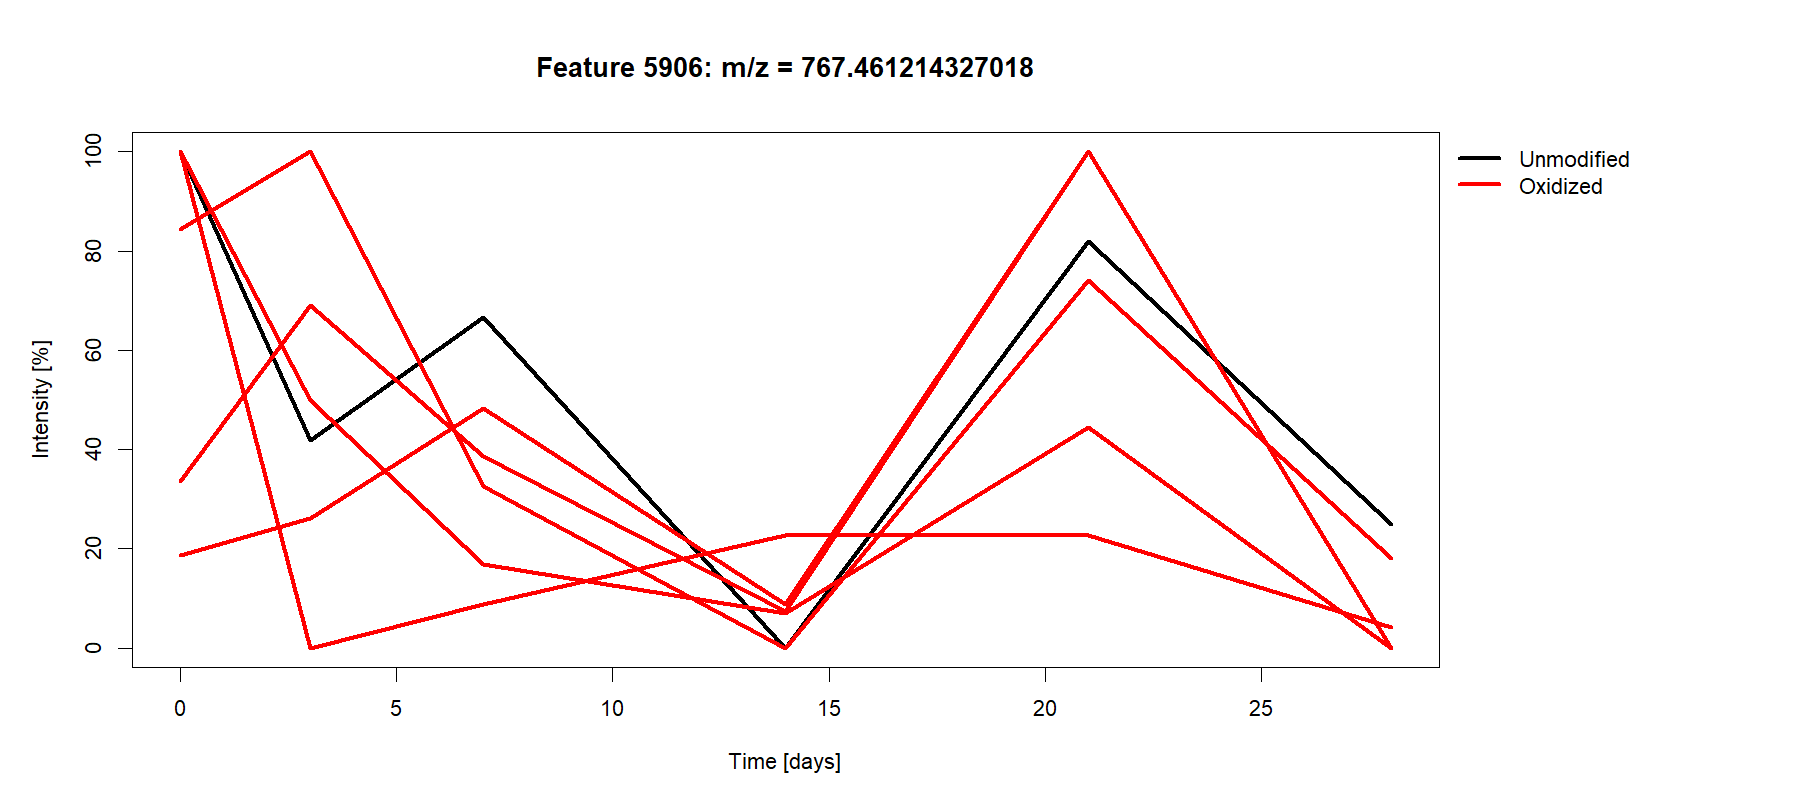 Feature 5906: m/z = 767.461214327018
Unmodified
Oxidized
100
80
60
40
20
0
Intensity [%]
0 5 10 15 20 25
Time [days]